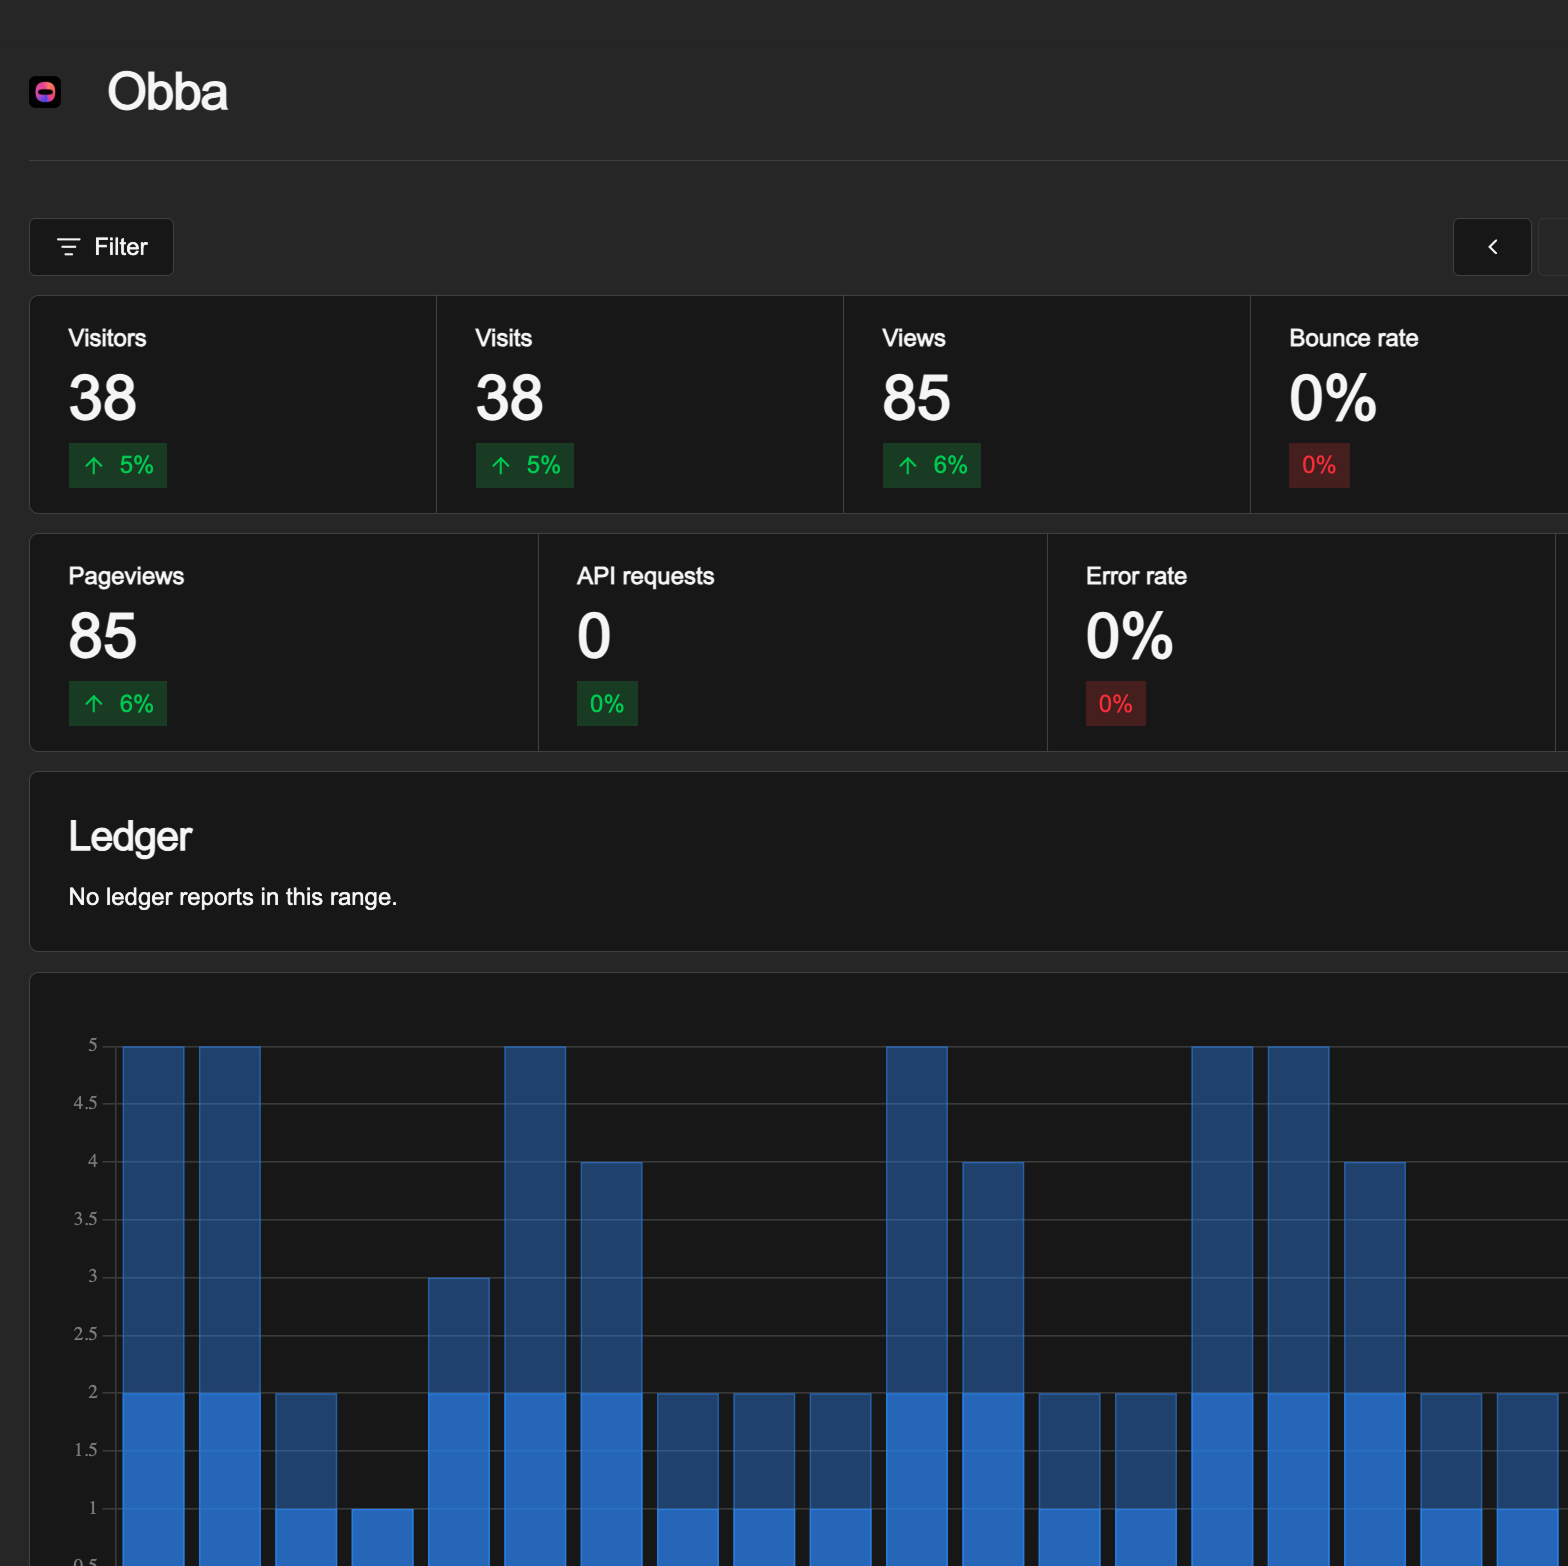 Obba
Filter
Visitors
38
↑ 5%
Visits
38
↑ 5%
Views
85
↑ 6%
Bounce rate
0%
0%
Pageviews
85
↑ 6%
API requests
0
0%
Error rate
0%
0%
Ledger
No ledger reports in this range.
5
4.5
4
3.5
3
2.5
2
1.5
1
0.5